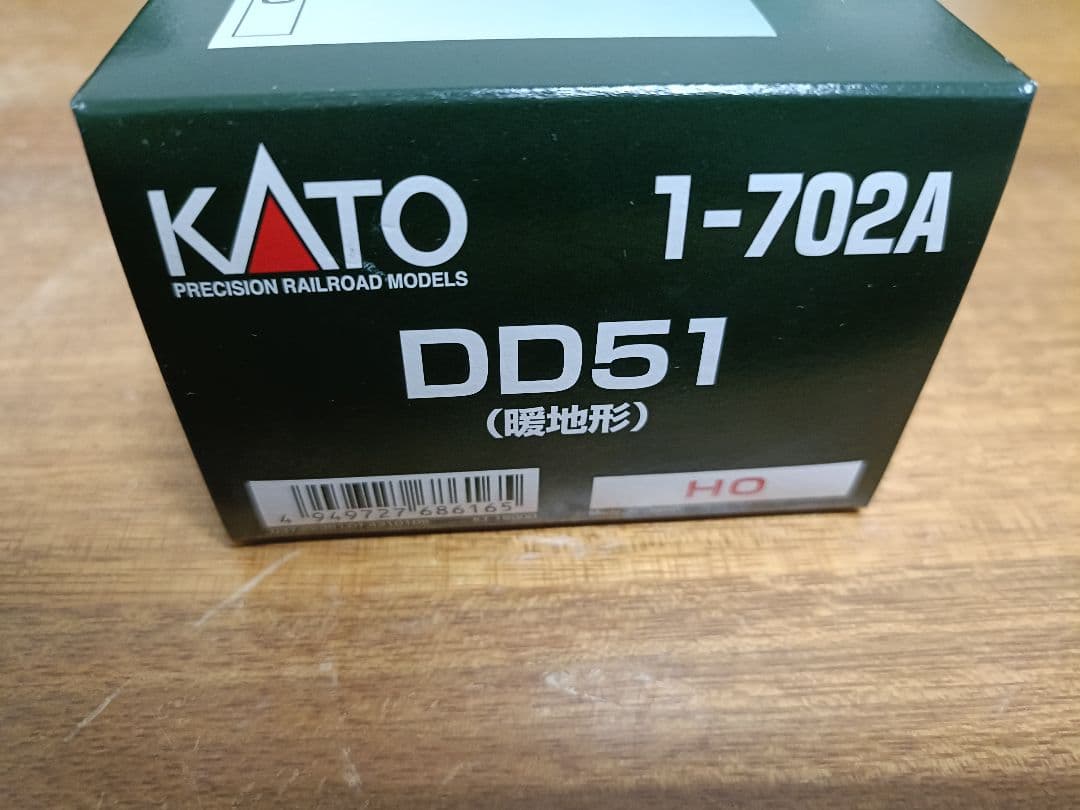 KATO
PRECISION RAILROAD MODELS
1-702A
DD51
(暖地形)
4 949727 686165
HO